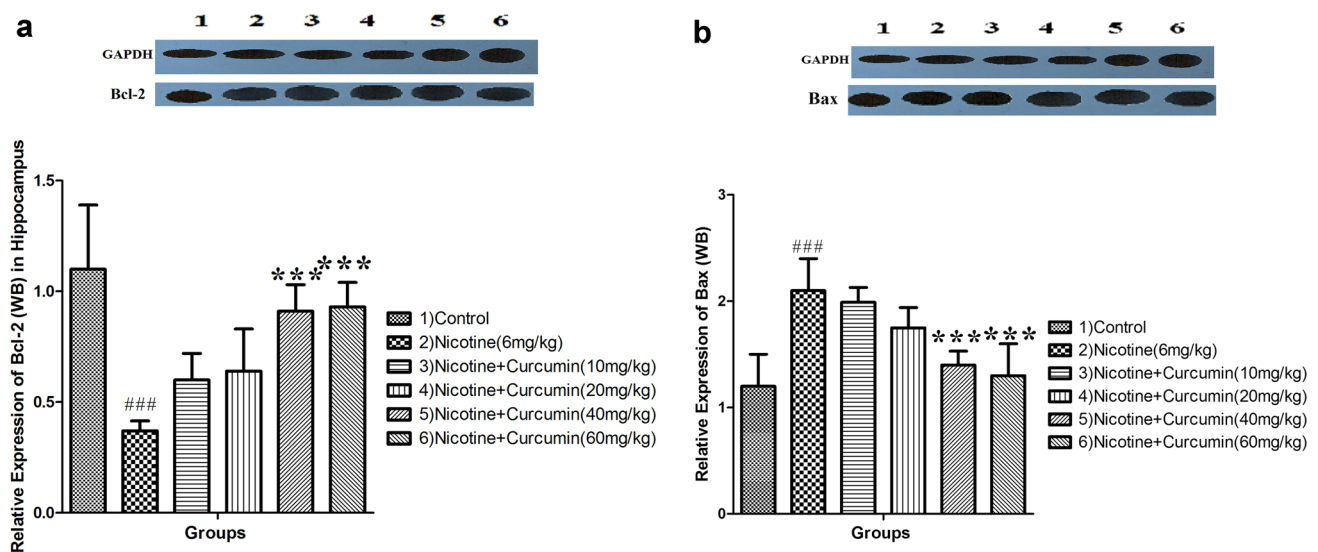 a
1 2 3 4 5 6
GAPDH
Bcl-2
Relative Expression of Bcl-2 (WB) in Hippocampus
1.5
1.0
0.5
0.0
###
***
***
Groups
1)Control
2)Nicotine(6mg/kg)
3)Nicotine+Curcumin(10mg/kg)
4)Nicotine+Curcumin(20mg/kg)
5)Nicotine+Curcumin(40mg/kg)
6)Nicotine+Curcumin(60mg/kg)
b
1 2 3 4 5 6
GAPDH
Bax
Relative Expression of Bax (WB)
3
2
1
0
###
***
***
Groups
1)Control
2)Nicotine(6mg/kg)
3)Nicotine+Curcumin(10mg/kg)
4)Nicotine+Curcumin(20mg/kg)
5)Nicotine+Curcumin(40mg/kg)
6)Nicotine+Curcumin(60mg/kg)